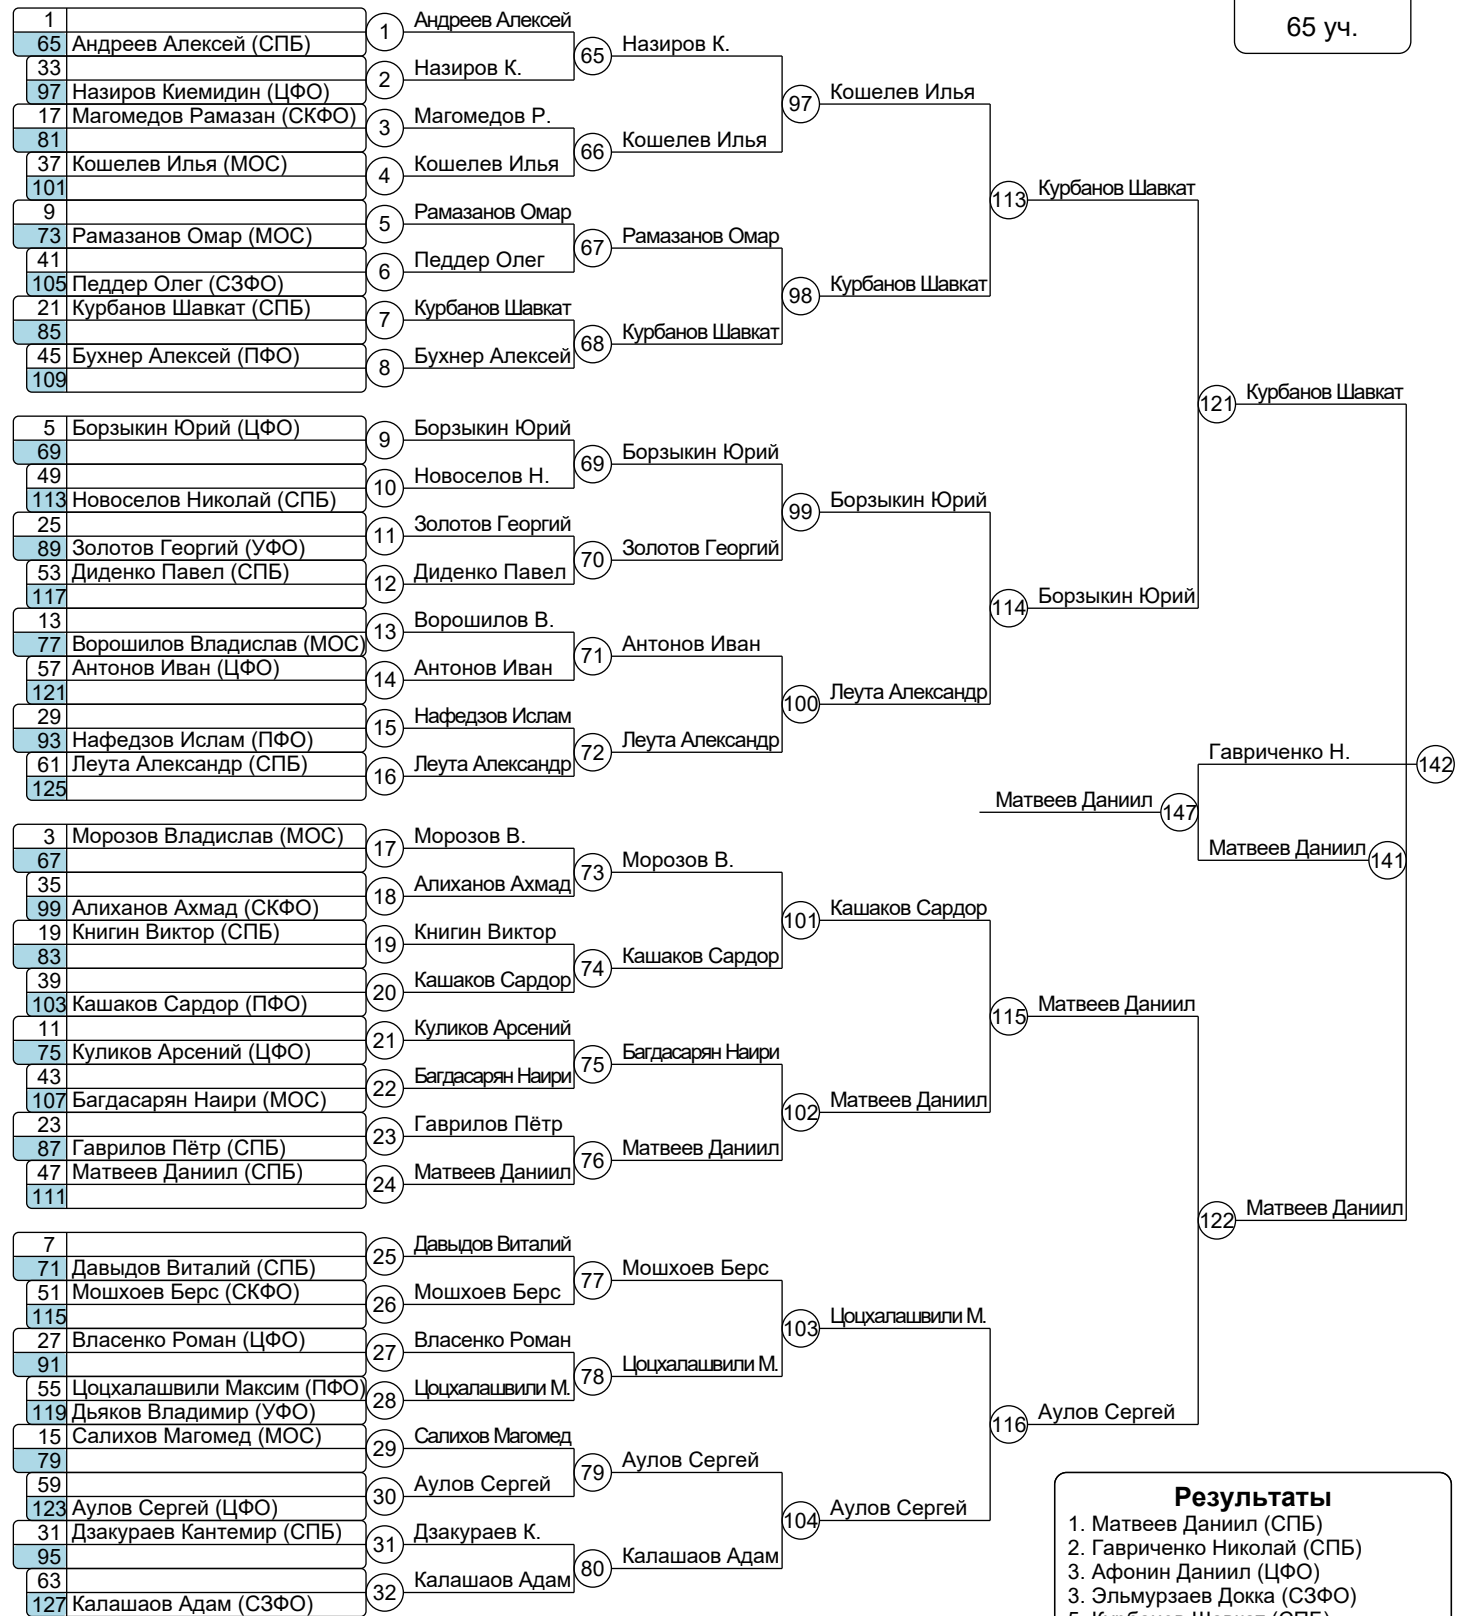 65 уч.
1
65 Андреев Алексей (СПБ)
33
97 Назиров Киемидин (ЦФО)
17 Магомедов Рамазан (СКФО)
81
37 Кошелев Илья (МОС)
101
9
73 Рамазанов Омар (МОС)
41
105 Педдер Олег (СЗФО)
21 Курбанов Шавкат (СПБ)
85
45 Бухнер Алексей (ПФО)
109
5 Борзыкин Юрий (ЦФО)
69
49
113 Новоселов Николай (СПБ)
25
89 Золотов Георгий (УФО)
53 Диденко Павел (СПБ)
117
13
77 Ворошилов Владислав (МОС)
57 Антонов Иван (ЦФО)
121
29
93 Нафедзов Ислам (ПФО)
61 Леута Александр (СПБ)
125
3 Морозов Владислав (МОС)
67
35
99 Алиханов Ахмад (СКФО)
19 Книгин Виктор (СПБ)
83
39
103 Кашаков Сардор (ПФО)
11
75 Куликов Арсений (ЦФО)
43
107 Багдасарян Наири (МОС)
23
87 Гаврилов Пётр (СПБ)
47 Матвеев Даниил (СПБ)
111
7
71 Давыдов Виталий (СПБ)
51 Мошхоев Берс (СКФО)
115
27 Власенко Роман (ЦФО)
91
55 Цоцхалашвили Максим (ПФО)
119 Дьяков Владимир (УФО)
15 Салихов Магомед (МОС)
79
59
123 Аулов Сергей (ЦФО)
31 Дзакураев Кантемир (СПБ)
95
63
127 Калашаов Адам (СЗФО)
1 Андреев Алексей
2 Назиров К.
3 Магомедов Р.
4 Кошелев Илья
5 Рамазанов Омар
6 Педдер Олег
7 Курбанов Шавкат
8 Бухнер Алексей
9 Борзыкин Юрий
10 Новоселов Н.
11 Золотов Георгий
12 Диденко Павел
13 Ворошилов В.
14 Антонов Иван
15 Нафедзов Ислам
16 Леута Александр
17 Морозов В.
18 Алиханов Ахмад
19 Книгин Виктор
20 Кашаков Сардор
21 Куликов Арсений
22 Багдасарян Наири
23 Гаврилов Пётр
24 Матвеев Даниил
25 Давыдов Виталий
26 Мошхоев Берс
27 Власенко Роман
28 Цоцхалашвили М.
29 Салихов Магомед
30 Аулов Сергей
31 Дзакураев К.
32 Калашаов Адам
65 Назиров К.
66 Кошелев Илья
67 Рамазанов Омар
68 Курбанов Шавкат
69 Борзыкин Юрий
70 Золотов Георгий
71 Антонов Иван
72 Леута Александр
73 Морозов В.
74 Кашаков Сардор
75 Багдасарян Наири
76 Матвеев Даниил
77 Мошхоев Берс
78 Цоцхалашвили М.
79 Аулов Сергей
80 Калашаов Адам
97 Кошелев Илья
98 Курбанов Шавкат
99 Борзыкин Юрий
100 Леута Александр
101 Кашаков Сардор
102 Матвеев Даниил
103 Цоцхалашвили М.
104 Аулов Сергей
113 Курбанов Шавкат
114 Борзыкин Юрий
115 Матвеев Даниил
116 Аулов Сергей
121 Курбанов Шавкат
122 Матвеев Даниил
Гавриченко Н. 142
Матвеев Даниил 147
Матвеев Даниил 141
Результаты
1. Матвеев Даниил (СПБ)
2. Гавриченко Николай (СПБ)
3. Афонин Даниил (ЦФО)
3. Эльмурзаев Докка (СЗФО)
5. Курбанов Шавкат (СПБ)